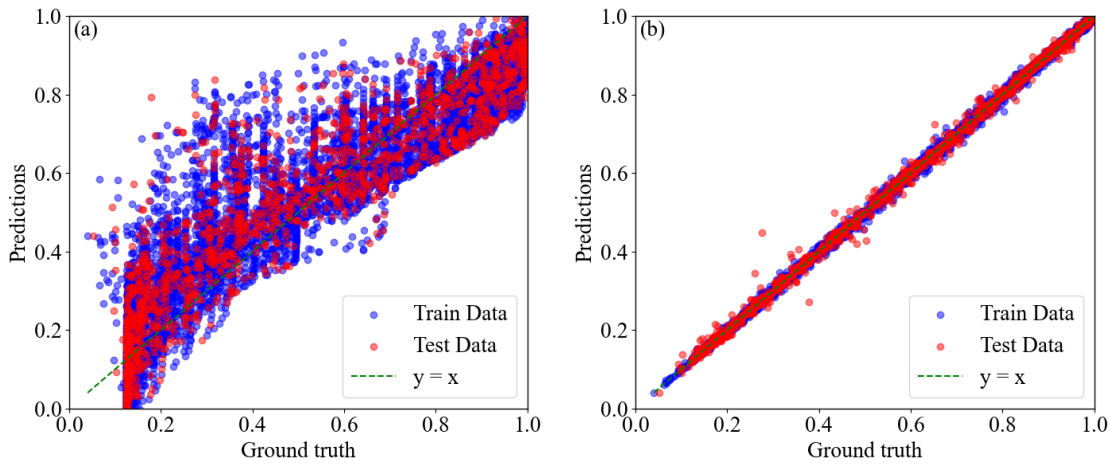 (a)
1.0
0.8
0.6
0.4
0.2
0.0
Predictions
0.0 0.2 0.4 0.6 0.8 1.0
Ground truth
Train Data
Test Data
y = x
(b)
1.0
0.8
0.6
0.4
0.2
0.0
Predictions
0.0 0.2 0.4 0.6 0.8 1.0
Ground truth
Train Data
Test Data
y = x